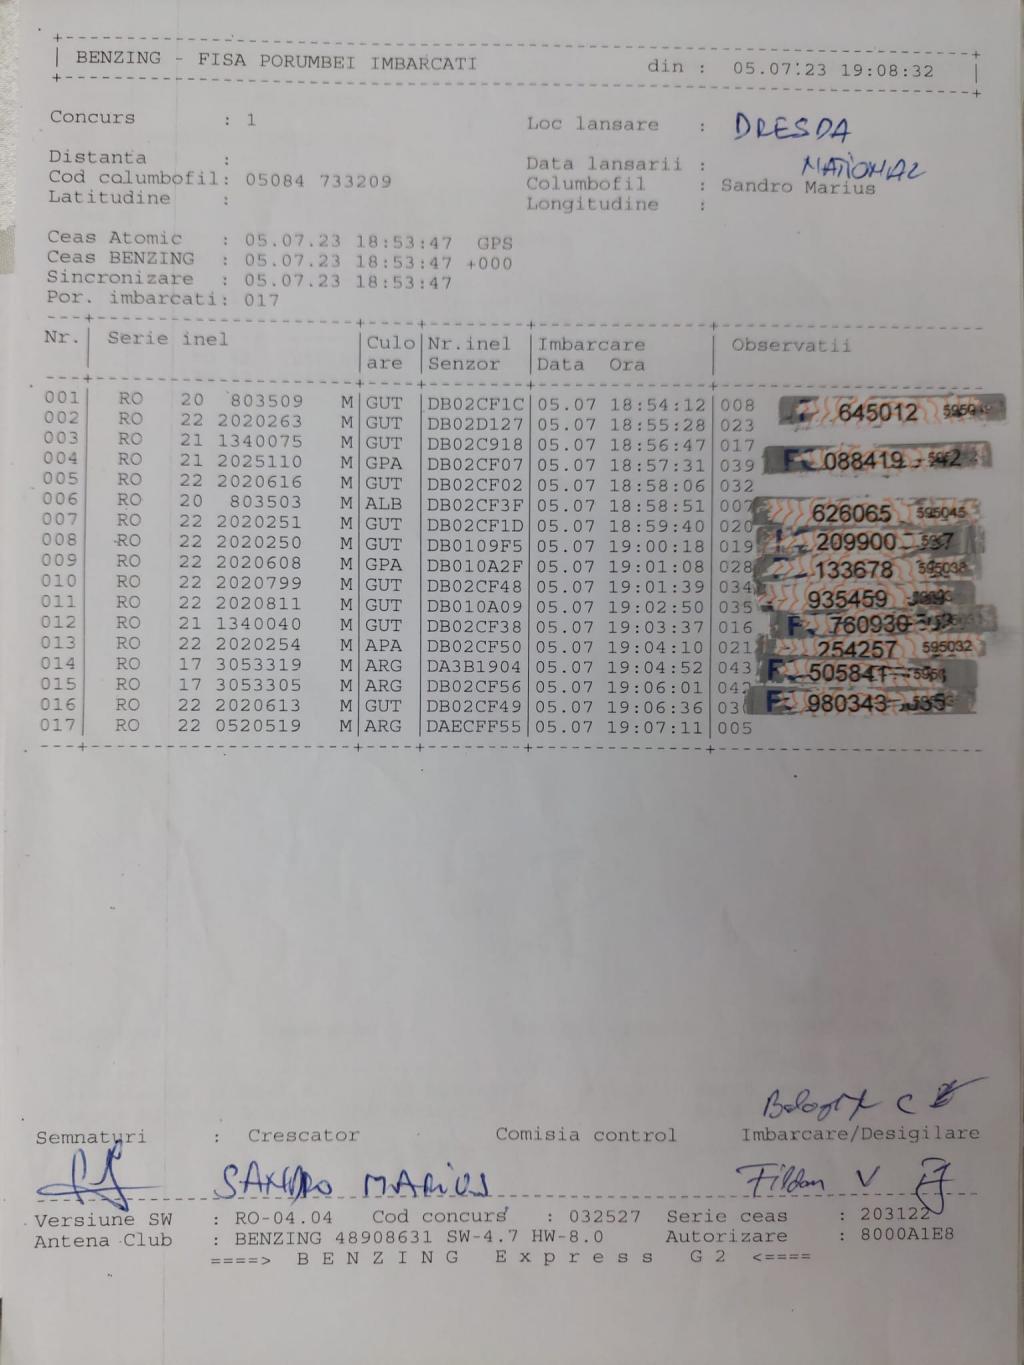 BENZING - FISA PORUMBEI IMBARCATI din : 05.07.23 19:08:32
Concurs : 1 Loc lansare : DRESDA
Distanta : Data lansarii : NATIONAL
Cod columbofil: 05084 733209 Columbofil : Sandro Marius
Latitudine : Longitudine :
Ceas Atomic : 05.07.23 18:53:47 GPS
Ceas BENZING : 05.07.23 18:53:47 +000
Sincronizare : 05.07.23 18:53:47
Por. imbarcati: 017
Nr. Serie inel Culo Nr.inel Imbarcare Observatii
are Senzor Data Ora
001 RO 20 803509 M GUT DB02CF1C 05.07 18:54:12 008 645012
002 RO 22 2020263 M GUT DB02D127 05.07 18:55:28 023
003 RO 21 1340075 M GUT DB02C918 05.07 18:56:47 017
004 RO 21 2025110 M GPA DB02CF07 05.07 18:57:31 039 088419
005 RO 22 2020616 M GUT DB02CF02 05.07 18:58:06 032
006 RO 20 803503 M ALB DB02CF3F 05.07 18:58:51 007 626065 595045
007 RO 22 2020251 M GUT DB02CF1D 05.07 18:59:40 020
008 RO 22 2020250 M GUT DB0109F5 05.07 19:00:18 019 209900
009 RO 22 2020608 M GPA DB010A2F 05.07 19:01:08 028 133678 595038
010 RO 22 2020799 M GUT DB02CF48 05.07 19:01:39 034
011 RO 22 2020811 M GUT DB010A09 05.07 19:02:50 035 935459
012 RO 21 1340040 M GUT DB02CF38 05.07 19:03:37 016 760930
013 RO 22 2020254 M APA DB02CF50 05.07 19:04:10 021 254257 595032
014 RO 17 3053319 M ARG DA3B1904 05.07 19:04:52 043 505841
015 RO 17 3053305 M ARG DB02CF56 05.07 19:06:01 042
016 RO 22 2020613 M GUT DB02CF49 05.07 19:06:36 980343
017 RO 22 0520519 M ARG DAECFF55 05.07 19:07:11 005
Semnaturi : Crescator Comisia control Imbarcare/Desigilare
SANDRO MARIUS Fildan V
Versiune SW : RO-04.04 Cod concurs : 032527 Serie ceas : 203122
Antena Club : BENZING 48908631 SW-4.7 HW-8.0 Autorizare : 8000A1E8
====> B E N Z I N G E x p r e s s G 2 <====